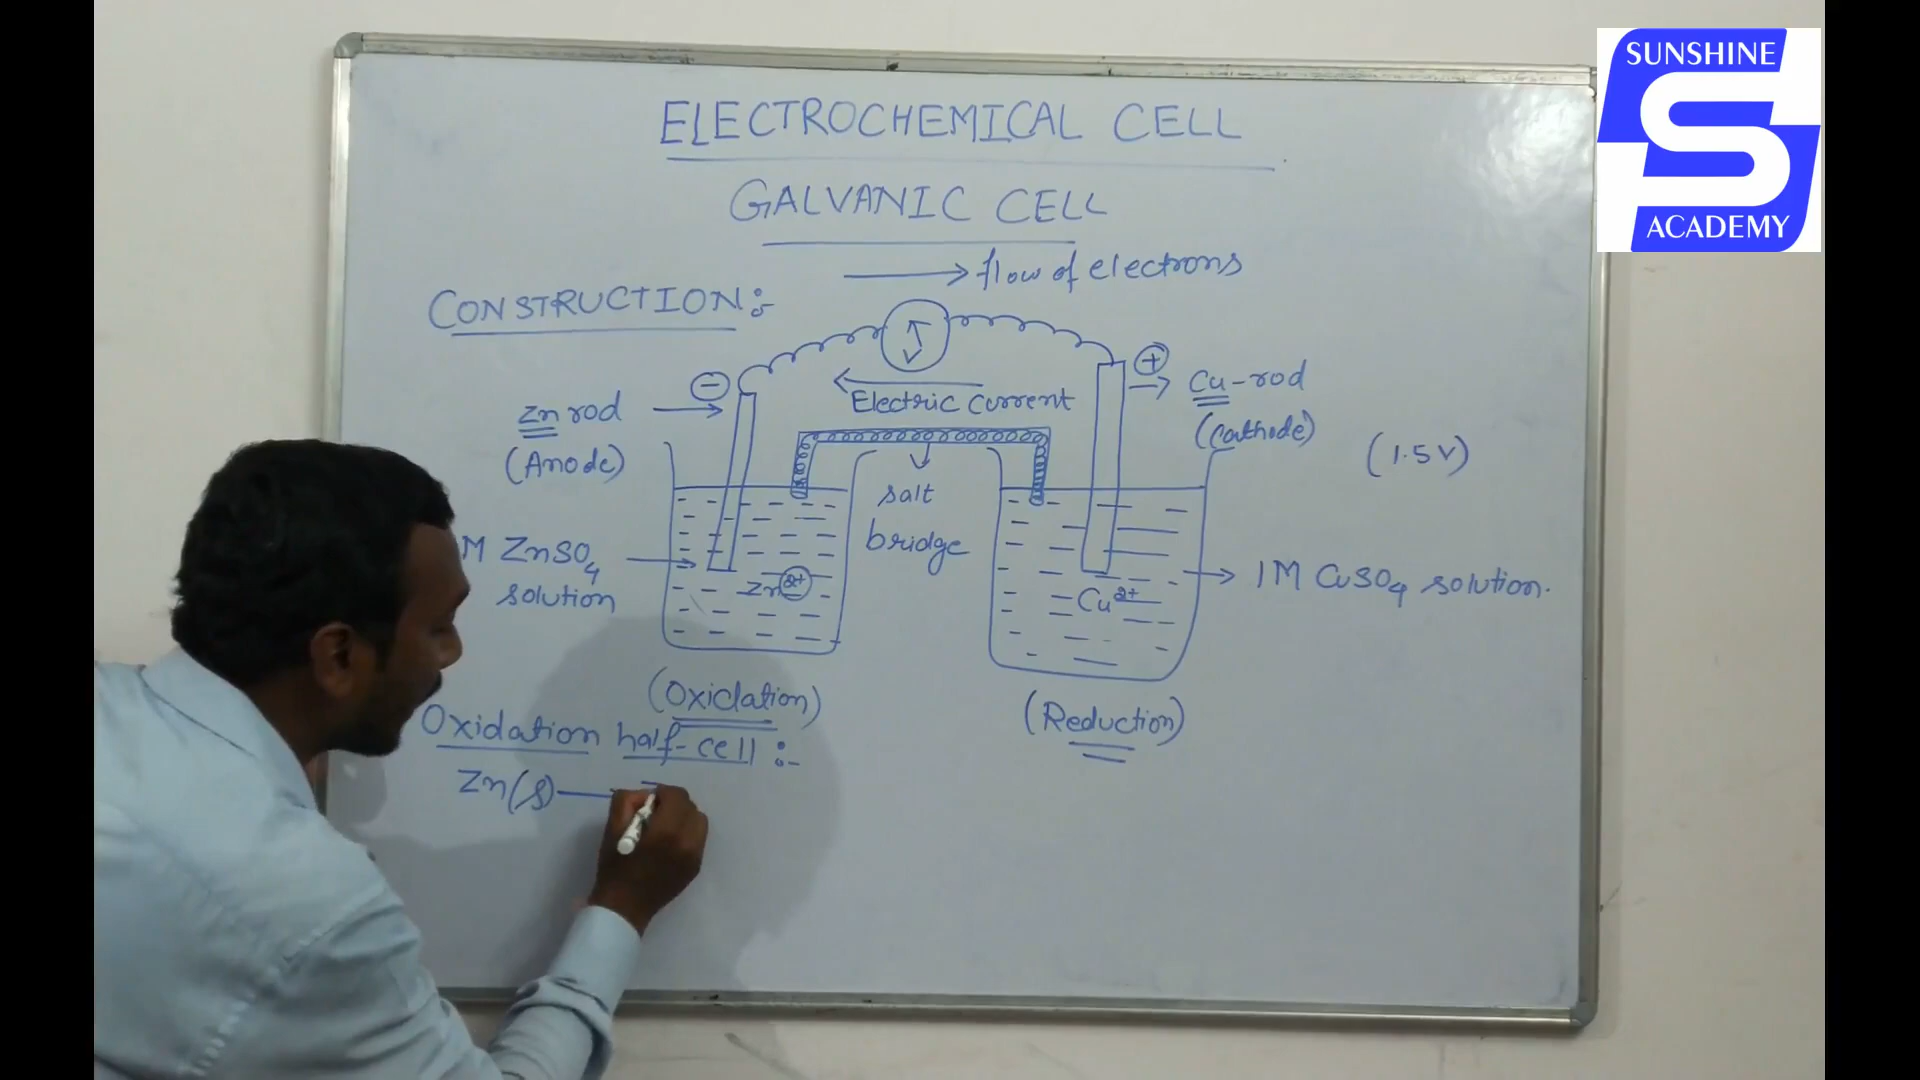 SUNSHINE
S
ACADEMY
ELECTROCHEMICAL CELL
GALVANIC CELL
→ flow of electrons
CONSTRUCTION:-
⊖
⊕
Zn rod
(Anode)
← Electric current
Cu-rod
(Cathode)
(1.5V)
salt
bridge
M ZnSO4
solution
Zn2+
Cu2+
1M CuSO4 solution.
(Oxidation)
(Reduction)
Oxidation half-cell :-
Zn(s) —